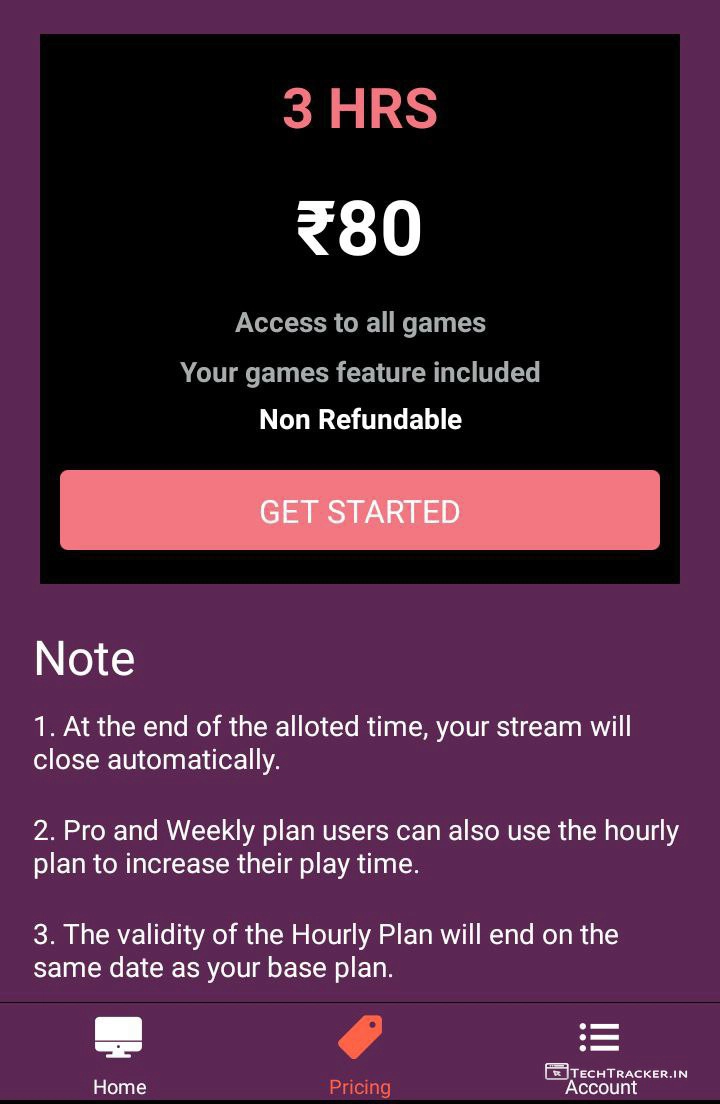 3 HRS
₹80
Access to all games
Your games feature included
Non Refundable
GET STARTED
Note
1. At the end of the alloted time, your stream will
close automatically.
2. Pro and Weekly plan users can also use the hourly
plan to increase their play time.
3. The validity of the Hourly Plan will end on the
same date as your base plan.
Home
Pricing
TECHTRACKER.IN
Account